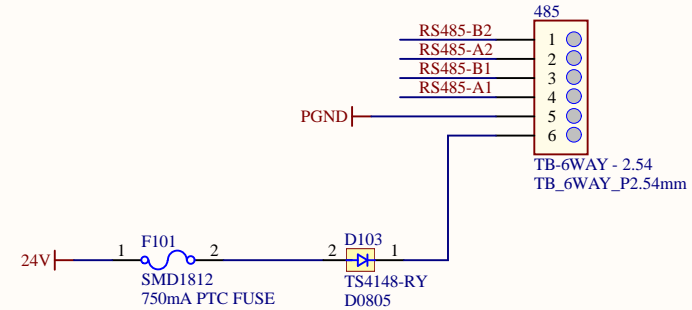 485
RS485-B2 1
RS485-A2 2
RS485-B1 3
RS485-A1 4
PGND 5
6
TB-6WAY - 2.54
TB_6WAY_P2.54mm
24V 1 F101 2
SMD1812
750mA PTC FUSE
2 D103 1
TS4148-RY
D0805